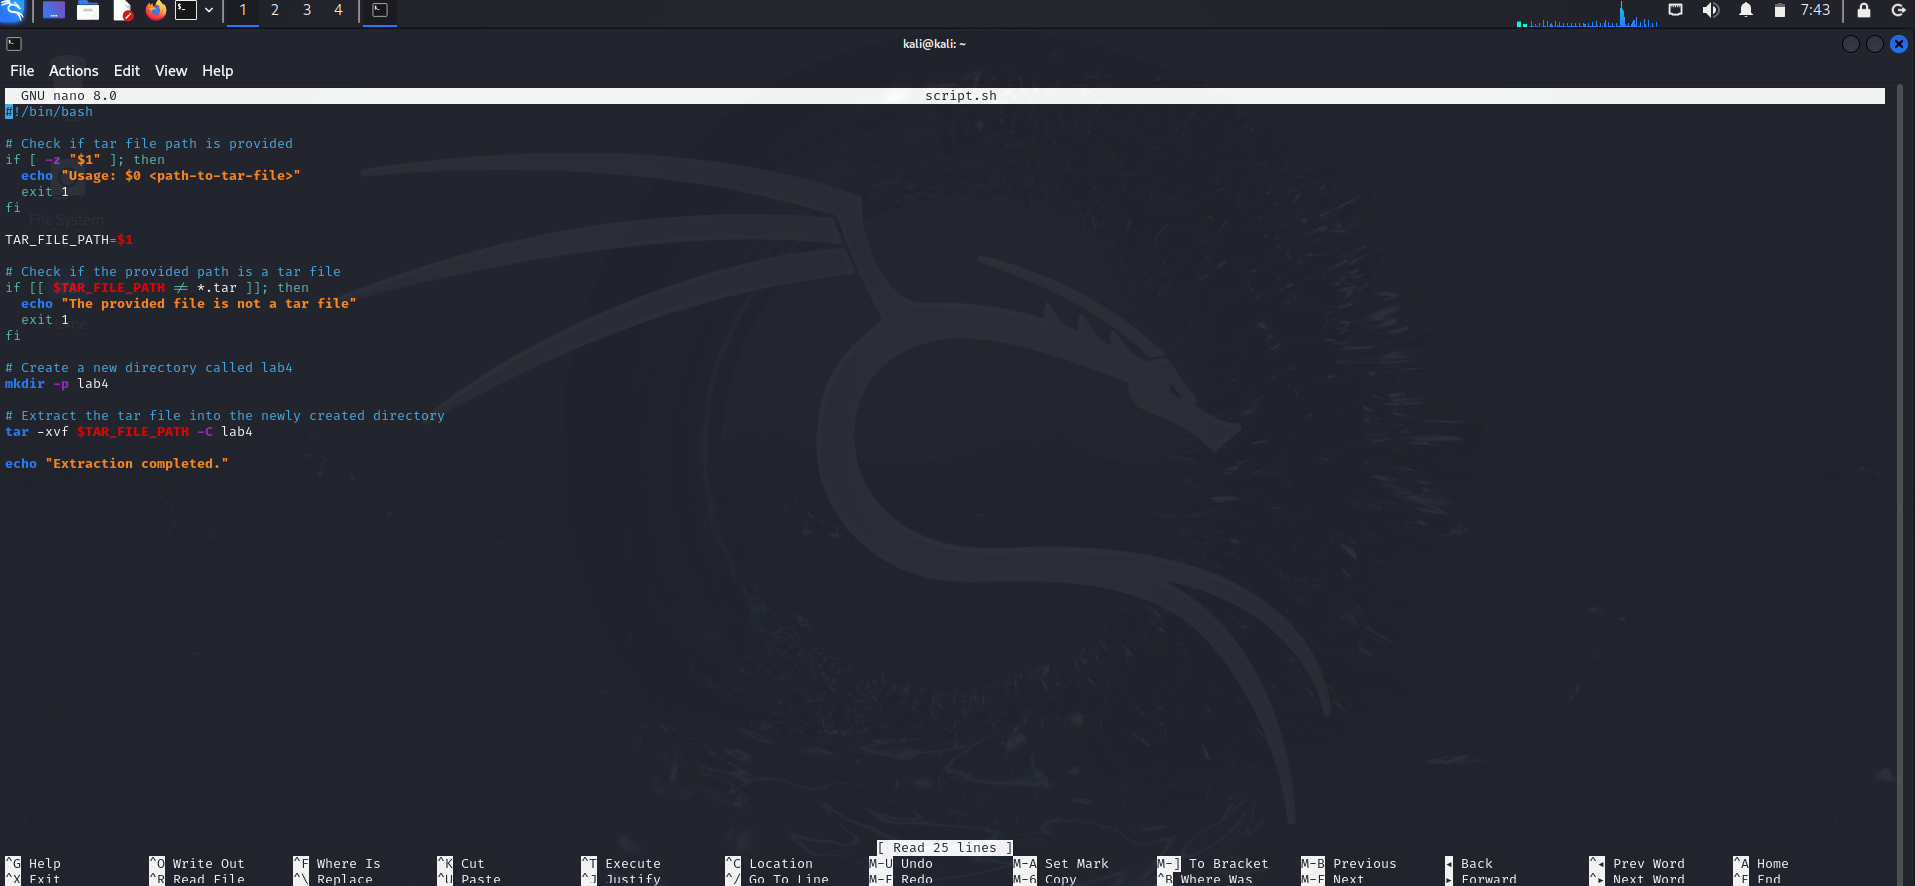 1 2 3 4 7:43
kali@kali: ~
File Actions Edit View Help
GNU nano 8.0 script.sh
#!/bin/bash
# Check if tar file path is provided
if [ -z "$1" ]; then
echo "Usage: $0 <path-to-tar-file>"
exit 1
fi
File System
TAR_FILE_PATH=$1
# Check if the provided path is a tar file
if [[ $TAR_FILE_PATH != *.tar ]]; then
echo "The provided file is not a tar file"
exit 1
Home
fi
# Create a new directory called lab4
mkdir -p lab4
# Extract the tar file into the newly created directory
tar -xvf $TAR_FILE_PATH -C lab4
echo "Extraction completed."
[ Read 25 lines ]
^G Help ^O Write Out ^F Where Is ^K Cut ^T Execute ^C Location M-U Undo M-A Set Mark M-] To Bracket M-B Previous ◂ Back ^◂ Prev Word ^A Home
^X Exit ^R Read File ^\ Replace ^U Paste ^J Justify ^/ Go To Line M-E Redo M-6 Copy ^B Where Was M-F Next ▸ Forward ^▸ Next Word ^E End